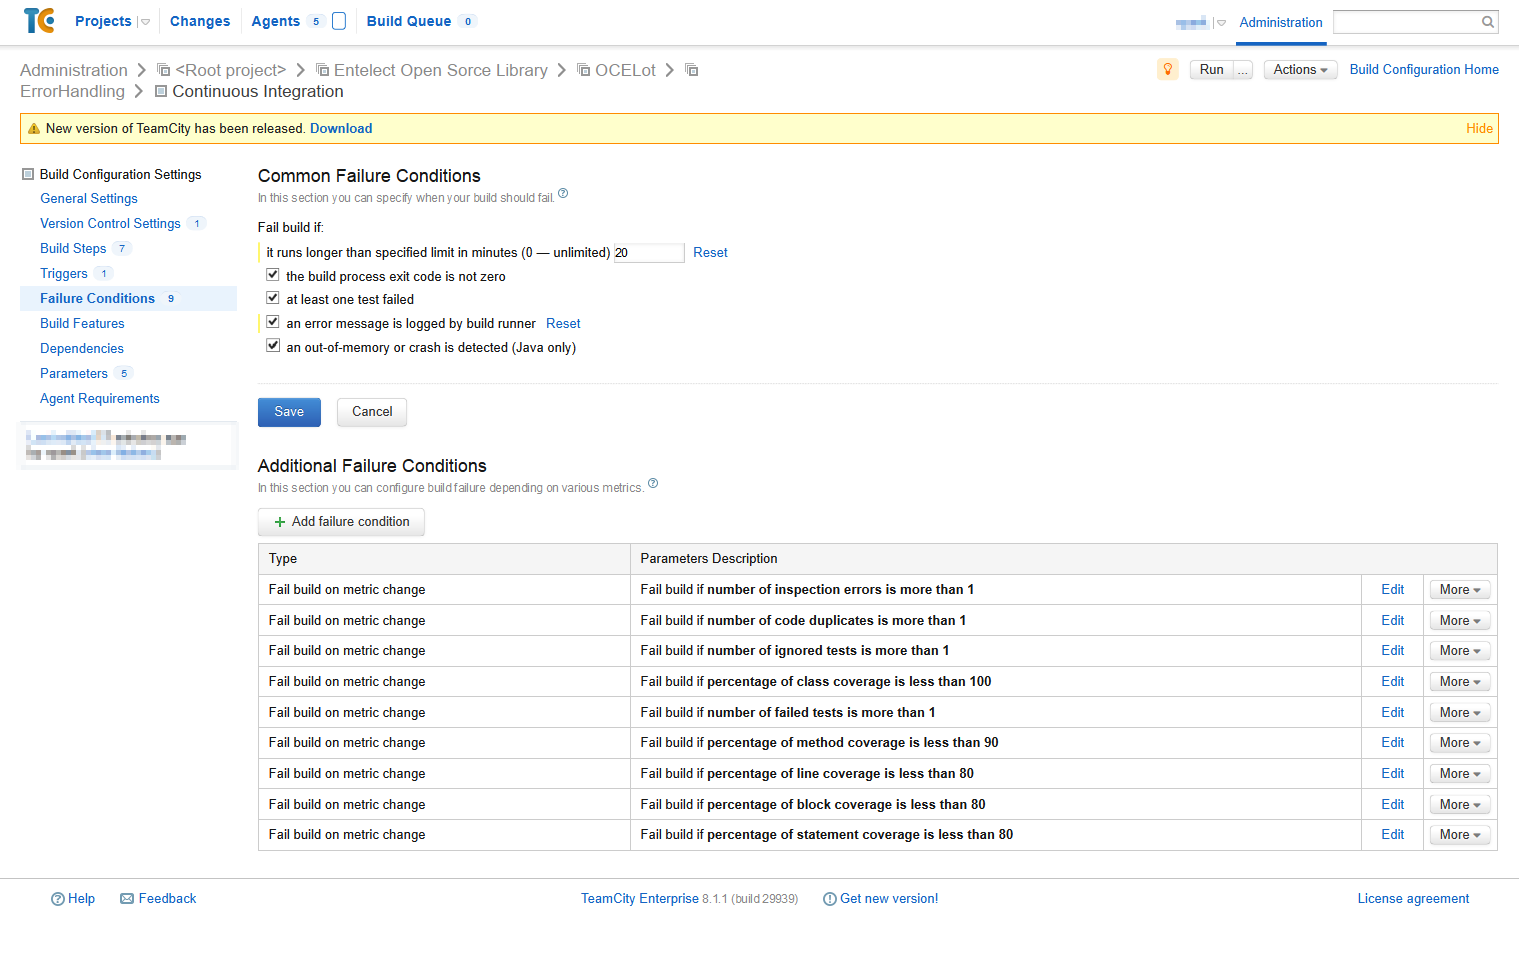 TC Projects Changes Agents 5 Build Queue 0 Administration
Administration <Root project> Entelect Open Sorce Library OCELot
ErrorHandling Continuous Integration
Run ... Actions Build Configuration Home
New version of TeamCity has been released. Download Hide
Build Configuration Settings
General Settings
Version Control Settings 1
Build Steps 7
Triggers 1
Failure Conditions 9
Build Features
Dependencies
Parameters 5
Agent Requirements
Common Failure Conditions
In this section you can specify when your build should fail. ?
Fail build if:
it runs longer than specified limit in minutes (0 — unlimited) 20 Reset
the build process exit code is not zero
at least one test failed
an error message is logged by build runner Reset
an out-of-memory or crash is detected (Java only)
Save Cancel
Additional Failure Conditions
In this section you can configure build failure depending on various metrics. ?
+ Add failure condition
Type Parameters Description
Fail build on metric change Fail build if number of inspection errors is more than 1 Edit More
Fail build on metric change Fail build if number of code duplicates is more than 1 Edit More
Fail build on metric change Fail build if number of ignored tests is more than 1 Edit More
Fail build on metric change Fail build if percentage of class coverage is less than 100 Edit More
Fail build on metric change Fail build if number of failed tests is more than 1 Edit More
Fail build on metric change Fail build if percentage of method coverage is less than 90 Edit More
Fail build on metric change Fail build if percentage of line coverage is less than 80 Edit More
Fail build on metric change Fail build if percentage of block coverage is less than 80 Edit More
Fail build on metric change Fail build if percentage of statement coverage is less than 80 Edit More
? Help Feedback TeamCity Enterprise 8.1.1 (build 29939) ! Get new version! License agreement